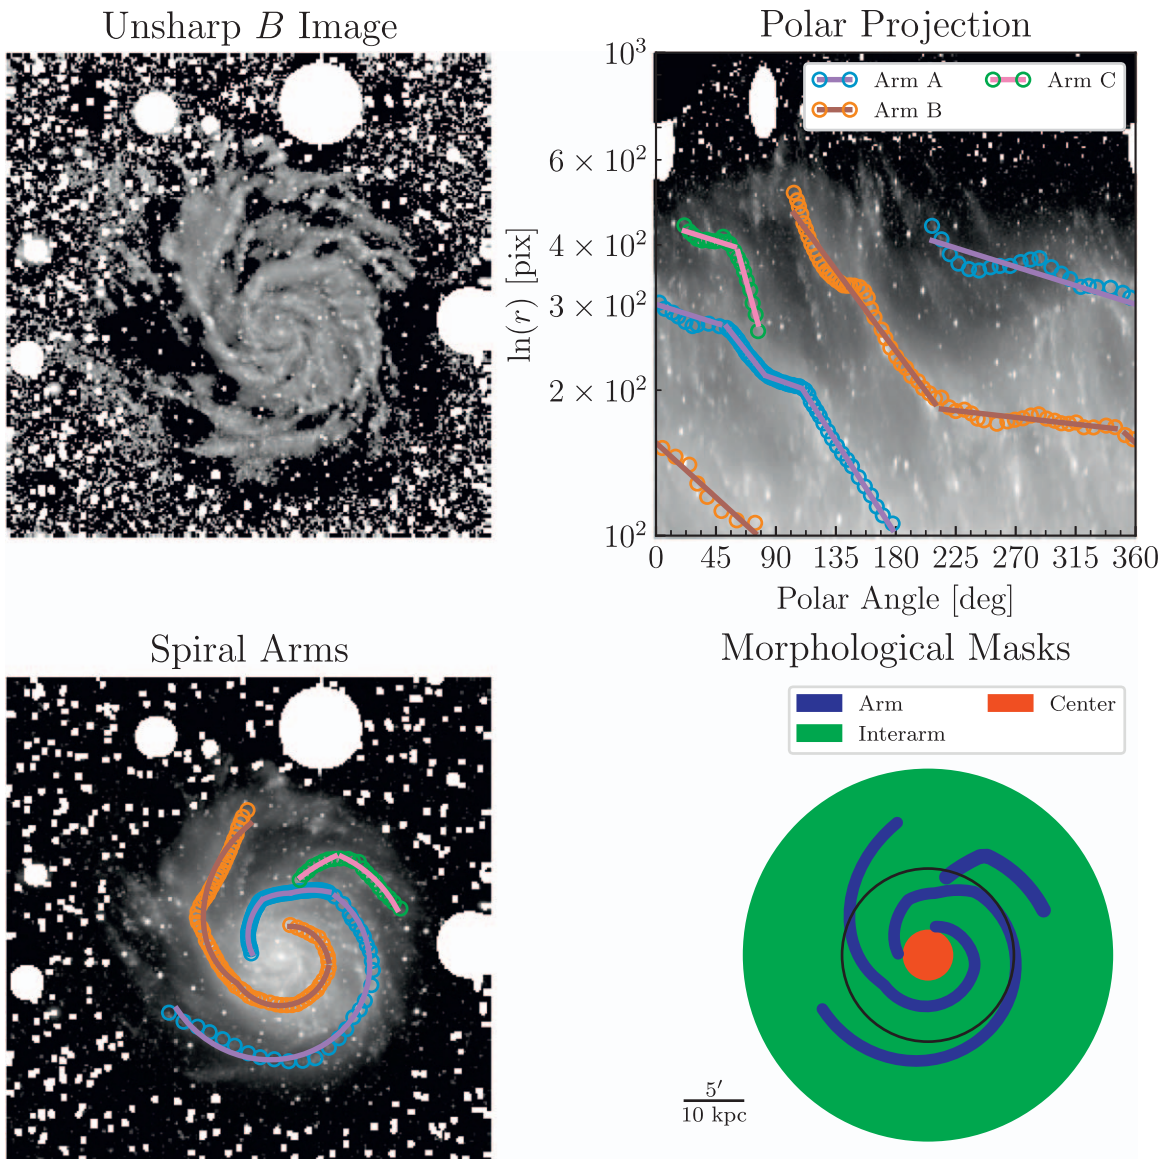 Unsharp B Image
Polar Projection
Arm A
Arm B
Arm C
10³
6 × 10²
4 × 10²
3 × 10²
2 × 10²
10²
ln(r) [pix]
0 45 90 135 180 225 270 315 360
Polar Angle [deg]
Spiral Arms
Morphological Masks
Arm
Interarm
Center
5′
10 kpc